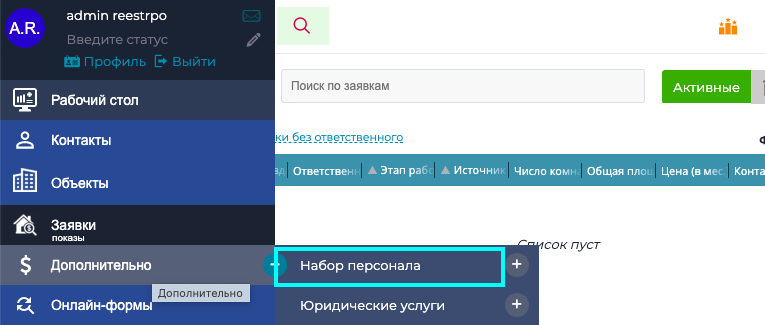 A.R.
admin reestrpo
Введите статус
Профиль Выйти
Рабочий стол
Контакты
Объекты
Заявки
показы
Дополнительно
Дополнительно
Онлайн-формы
Поиск по заявкам
Активные
ки без ответственного
Ф
ад Ответственн Этап рабо Источник Число комн. Общая площ Цена (в мес. Конта
Список пуст
Набор персонала +
Юридические услуги +